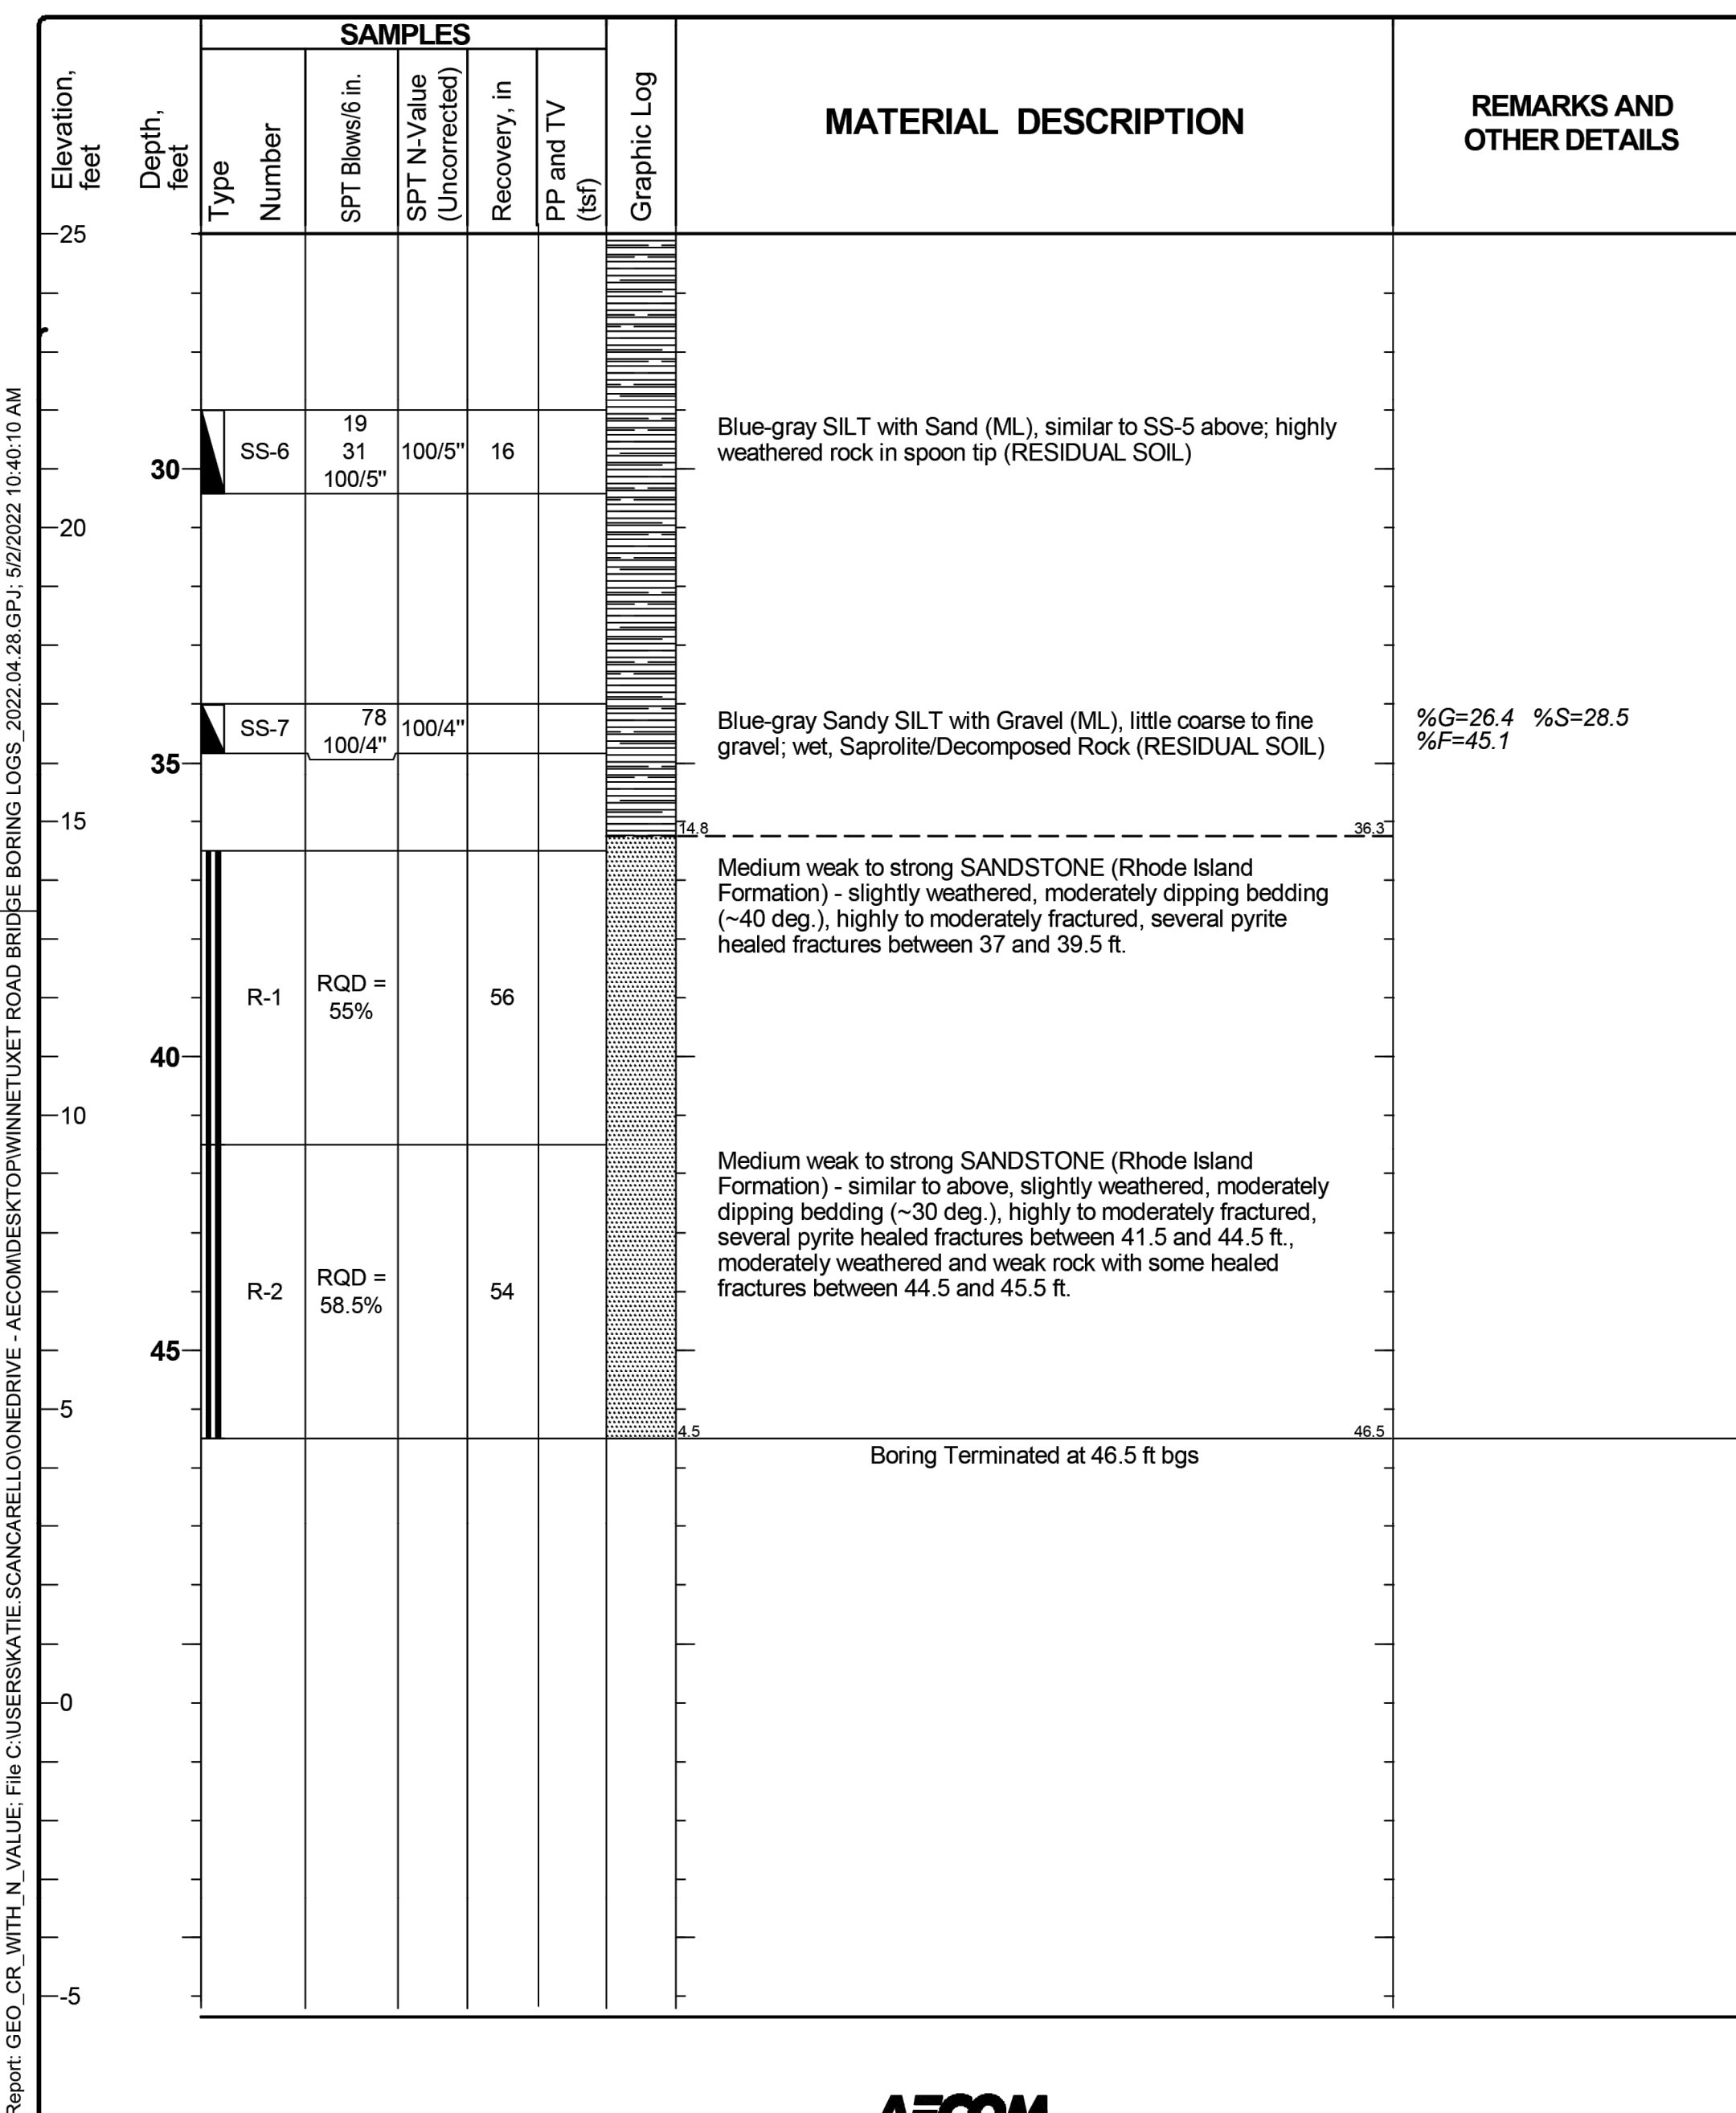 SAMPLES
Elevation,
feet
Depth,
feet
Type
Number
SPT Blows/6 in.
SPT N-Value
(Uncorrected)
Recovery, in
PP and TV
(tsf)
Graphic Log
MATERIAL DESCRIPTION
REMARKS AND
OTHER DETAILS
25
SS-6
19
31
100/5"
100/5"
16
Blue-gray SILT with Sand (ML), similar to SS-5 above; highly
weathered rock in spoon tip (RESIDUAL SOIL)
30
20
SS-7
78
100/4"
100/4"
Blue-gray Sandy SILT with Gravel (ML), little coarse to fine
gravel; wet, Saprolite/Decomposed Rock (RESIDUAL SOIL)
%G=26.4 %S=28.5
%F=45.1
35
15
14.8
36.3
Medium weak to strong SANDSTONE (Rhode Island
Formation) - slightly weathered, moderately dipping bedding
(~40 deg.), highly to moderately fractured, several pyrite
healed fractures between 37 and 39.5 ft.
R-1
RQD =
55%
56
40
10
Medium weak to strong SANDSTONE (Rhode Island
Formation) - similar to above, slightly weathered, moderately
dipping bedding (~30 deg.), highly to moderately fractured,
several pyrite healed fractures between 41.5 and 44.5 ft.,
moderately weathered and weak rock with some healed
fractures between 44.5 and 45.5 ft.
R-2
RQD =
58.5%
54
45
5
4.5
46.5
Boring Terminated at 46.5 ft bgs
0
-5
Report: GEO_CR_WITH_N_VALUE; File C:\USERS\KATIE.SCANCARELLO\ONEDRIVE - AECOM\DESKTOP\WINNETUXET ROAD BRIDGE BORING LOGS_2022.04.28.GPJ; 5/2/2022 10:40:10 AM
AECOM